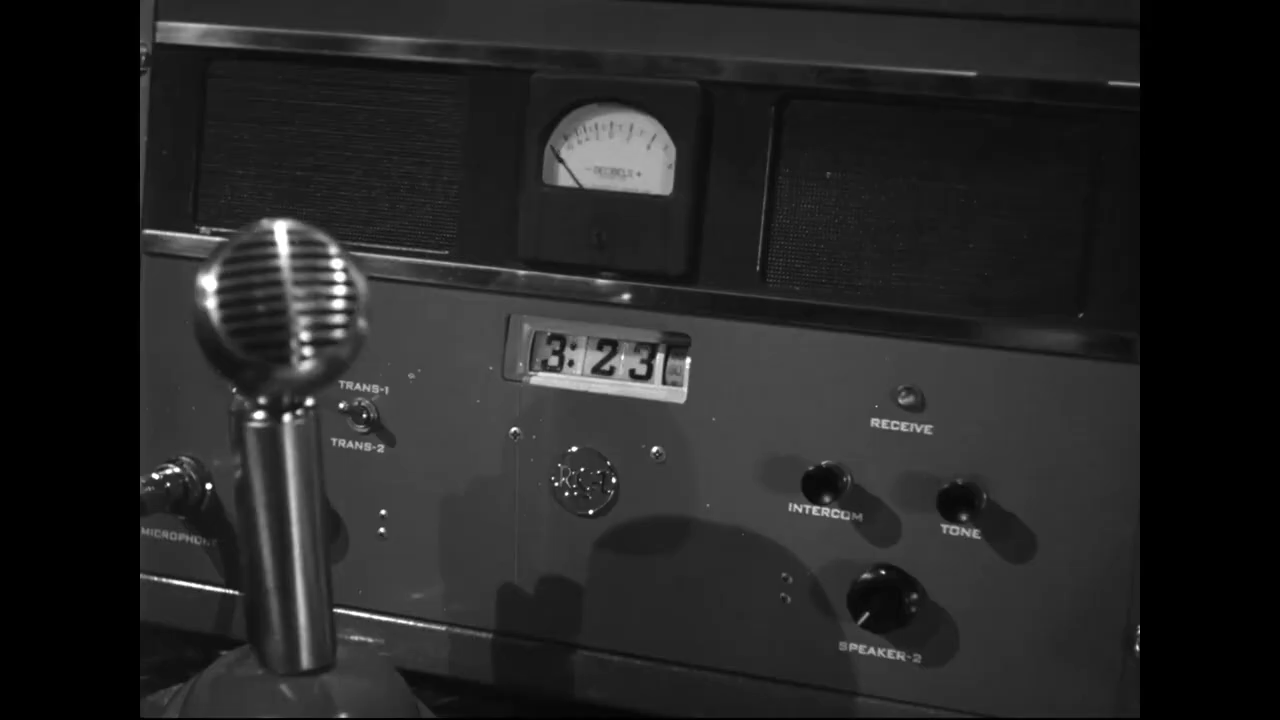 - DECIBELS +
3:23
TRANS-1
TRANS-2
RCA
RECEIVE
INTERCOM
TONE
MICROPHONE
SPEAKER-2